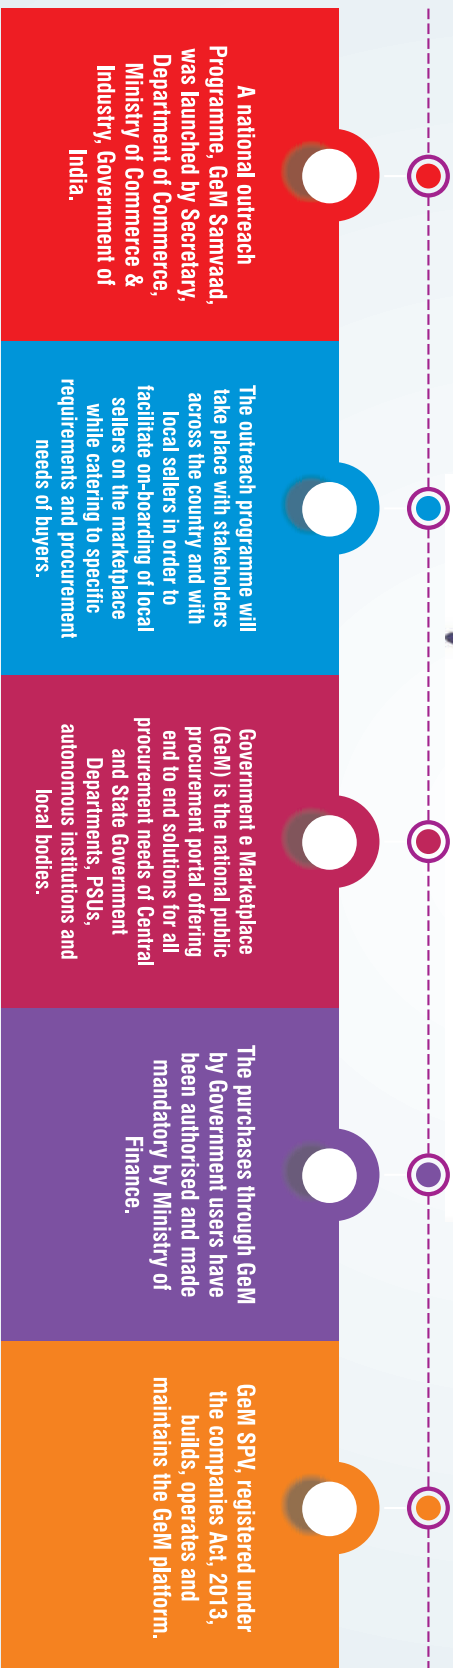 A national outreach
Programme, GeM Samvaad,
was launched by Secretary,
Department of Commerce,
Ministry of Commerce &
Industry, Government of
India.
The outreach programme will
take place with stakeholders
across the country and with
local sellers in order to
facilitate on-boarding of local
sellers on the marketplace
while catering to specific
requirements and procurement
needs of buyers.
Government e Marketplace
(GeM) is the national public
procurement portal offering
end to end solutions for all
procurement needs of Central
and State Government
Departments, PSUs,
autonomous institutions and
local bodies.
The purchases through GeM
by Government users have
been authorised and made
mandatory by Ministry of
Finance.
GeM SPV, registered under
the companies Act, 2013,
builds, operates and
maintains the GeM platform.